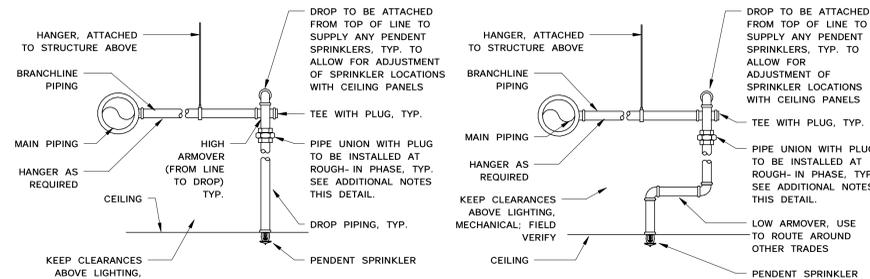 DROP TO BE ATTACHED
FROM TOP OF LINE TO
SUPPLY ANY PENDENT
SPRINKLERS, TYP. TO
ALLOW FOR ADJUSTMENT
OF SPRINKLER LOCATIONS
WITH CEILING PANELS
HANGER, ATTACHED
TO STRUCTURE ABOVE
BRANCHLINE
PIPING
TEE WITH PLUG, TYP.
MAIN PIPING
HIGH
ARMOVER
(FROM LINE
TO DROP)
TYP.
PIPE UNION WITH PLUG
TO BE INSTALLED AT
ROUGH-IN PHASE, TYP.
SEE ADDITIONAL NOTES
THIS DETAIL.
HANGER AS
REQUIRED
CEILING
DROP PIPING, TYP.
KEEP CLEARANCES
ABOVE LIGHTING,
PENDENT SPRINKLER
DROP TO BE ATTACHED
FROM TOP OF LINE TO
SUPPLY ANY PENDENT
SPRINKLERS, TYP. TO
ALLOW FOR
ADJUSTMENT OF
SPRINKLER LOCATIONS
WITH CEILING PANELS
HANGER, ATTACHED
TO STRUCTURE ABOVE
BRANCHLINE
PIPING
TEE WITH PLUG, TYP.
MAIN PIPING
PIPE UNION WITH PLUG
TO BE INSTALLED AT
ROUGH-IN PHASE, TYP
SEE ADDITIONAL NOTES
THIS DETAIL.
HANGER AS
REQUIRED
KEEP CLEARANCES
ABOVE LIGHTING,
MECHANICAL; FIELD
VERIFY
LOW ARMOVER, USE
TO ROUTE AROUND
OTHER TRADES
CEILING
PENDENT SPRINKLER